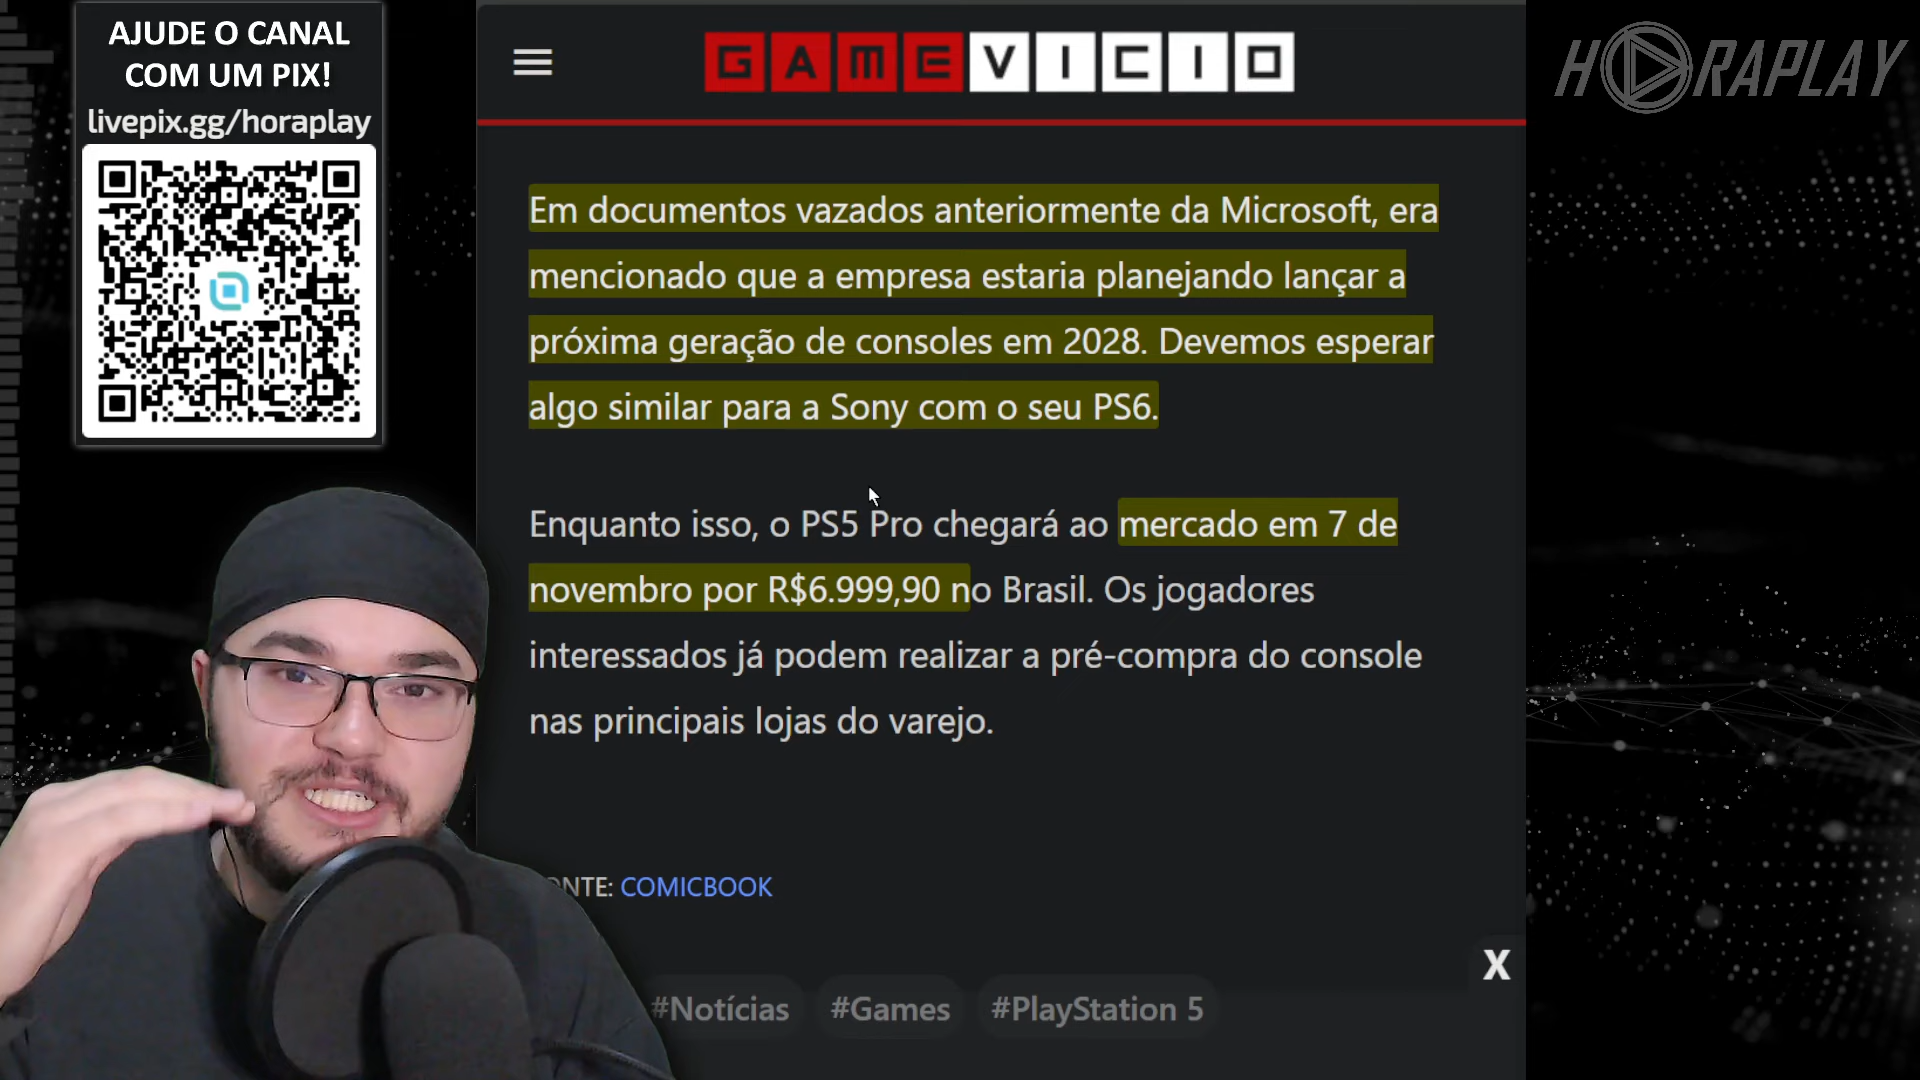 AJUDE O CANAL
COM UM PIX!
livepix.gg/horaplay
GAMEVICIO
HORAPLAY
Em documentos vazados anteriormente da Microsoft, era
mencionado que a empresa estaria planejando lançar a
próxima geração de consoles em 2028. Devemos esperar
algo similar para a Sony com o seu PS6.
Enquanto isso, o PS5 Pro chegará ao mercado em 7 de
novembro por R$6.999,90 no Brasil. Os jogadores
interessados já podem realizar a pré-compra do console
nas principais lojas do varejo.
ONTE: COMICBOOK
X
#Notícias #Games #PlayStation 5